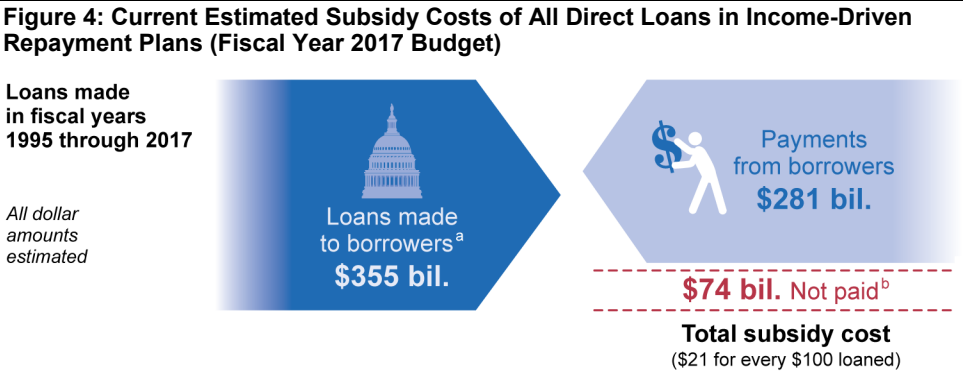 Figure 4: Current Estimated Subsidy Costs of All Direct Loans in Income-Driven
Repayment Plans (Fiscal Year 2017 Budget)
Loans made
in fiscal years
1995 through 2017
All dollar
amounts
estimated
Loans made
to borrowersᵃ
$355 bil.
$
Payments
from borrowers
$281 bil.
$74 bil. Not paidᵇ
Total subsidy cost
($21 for every $100 loaned)